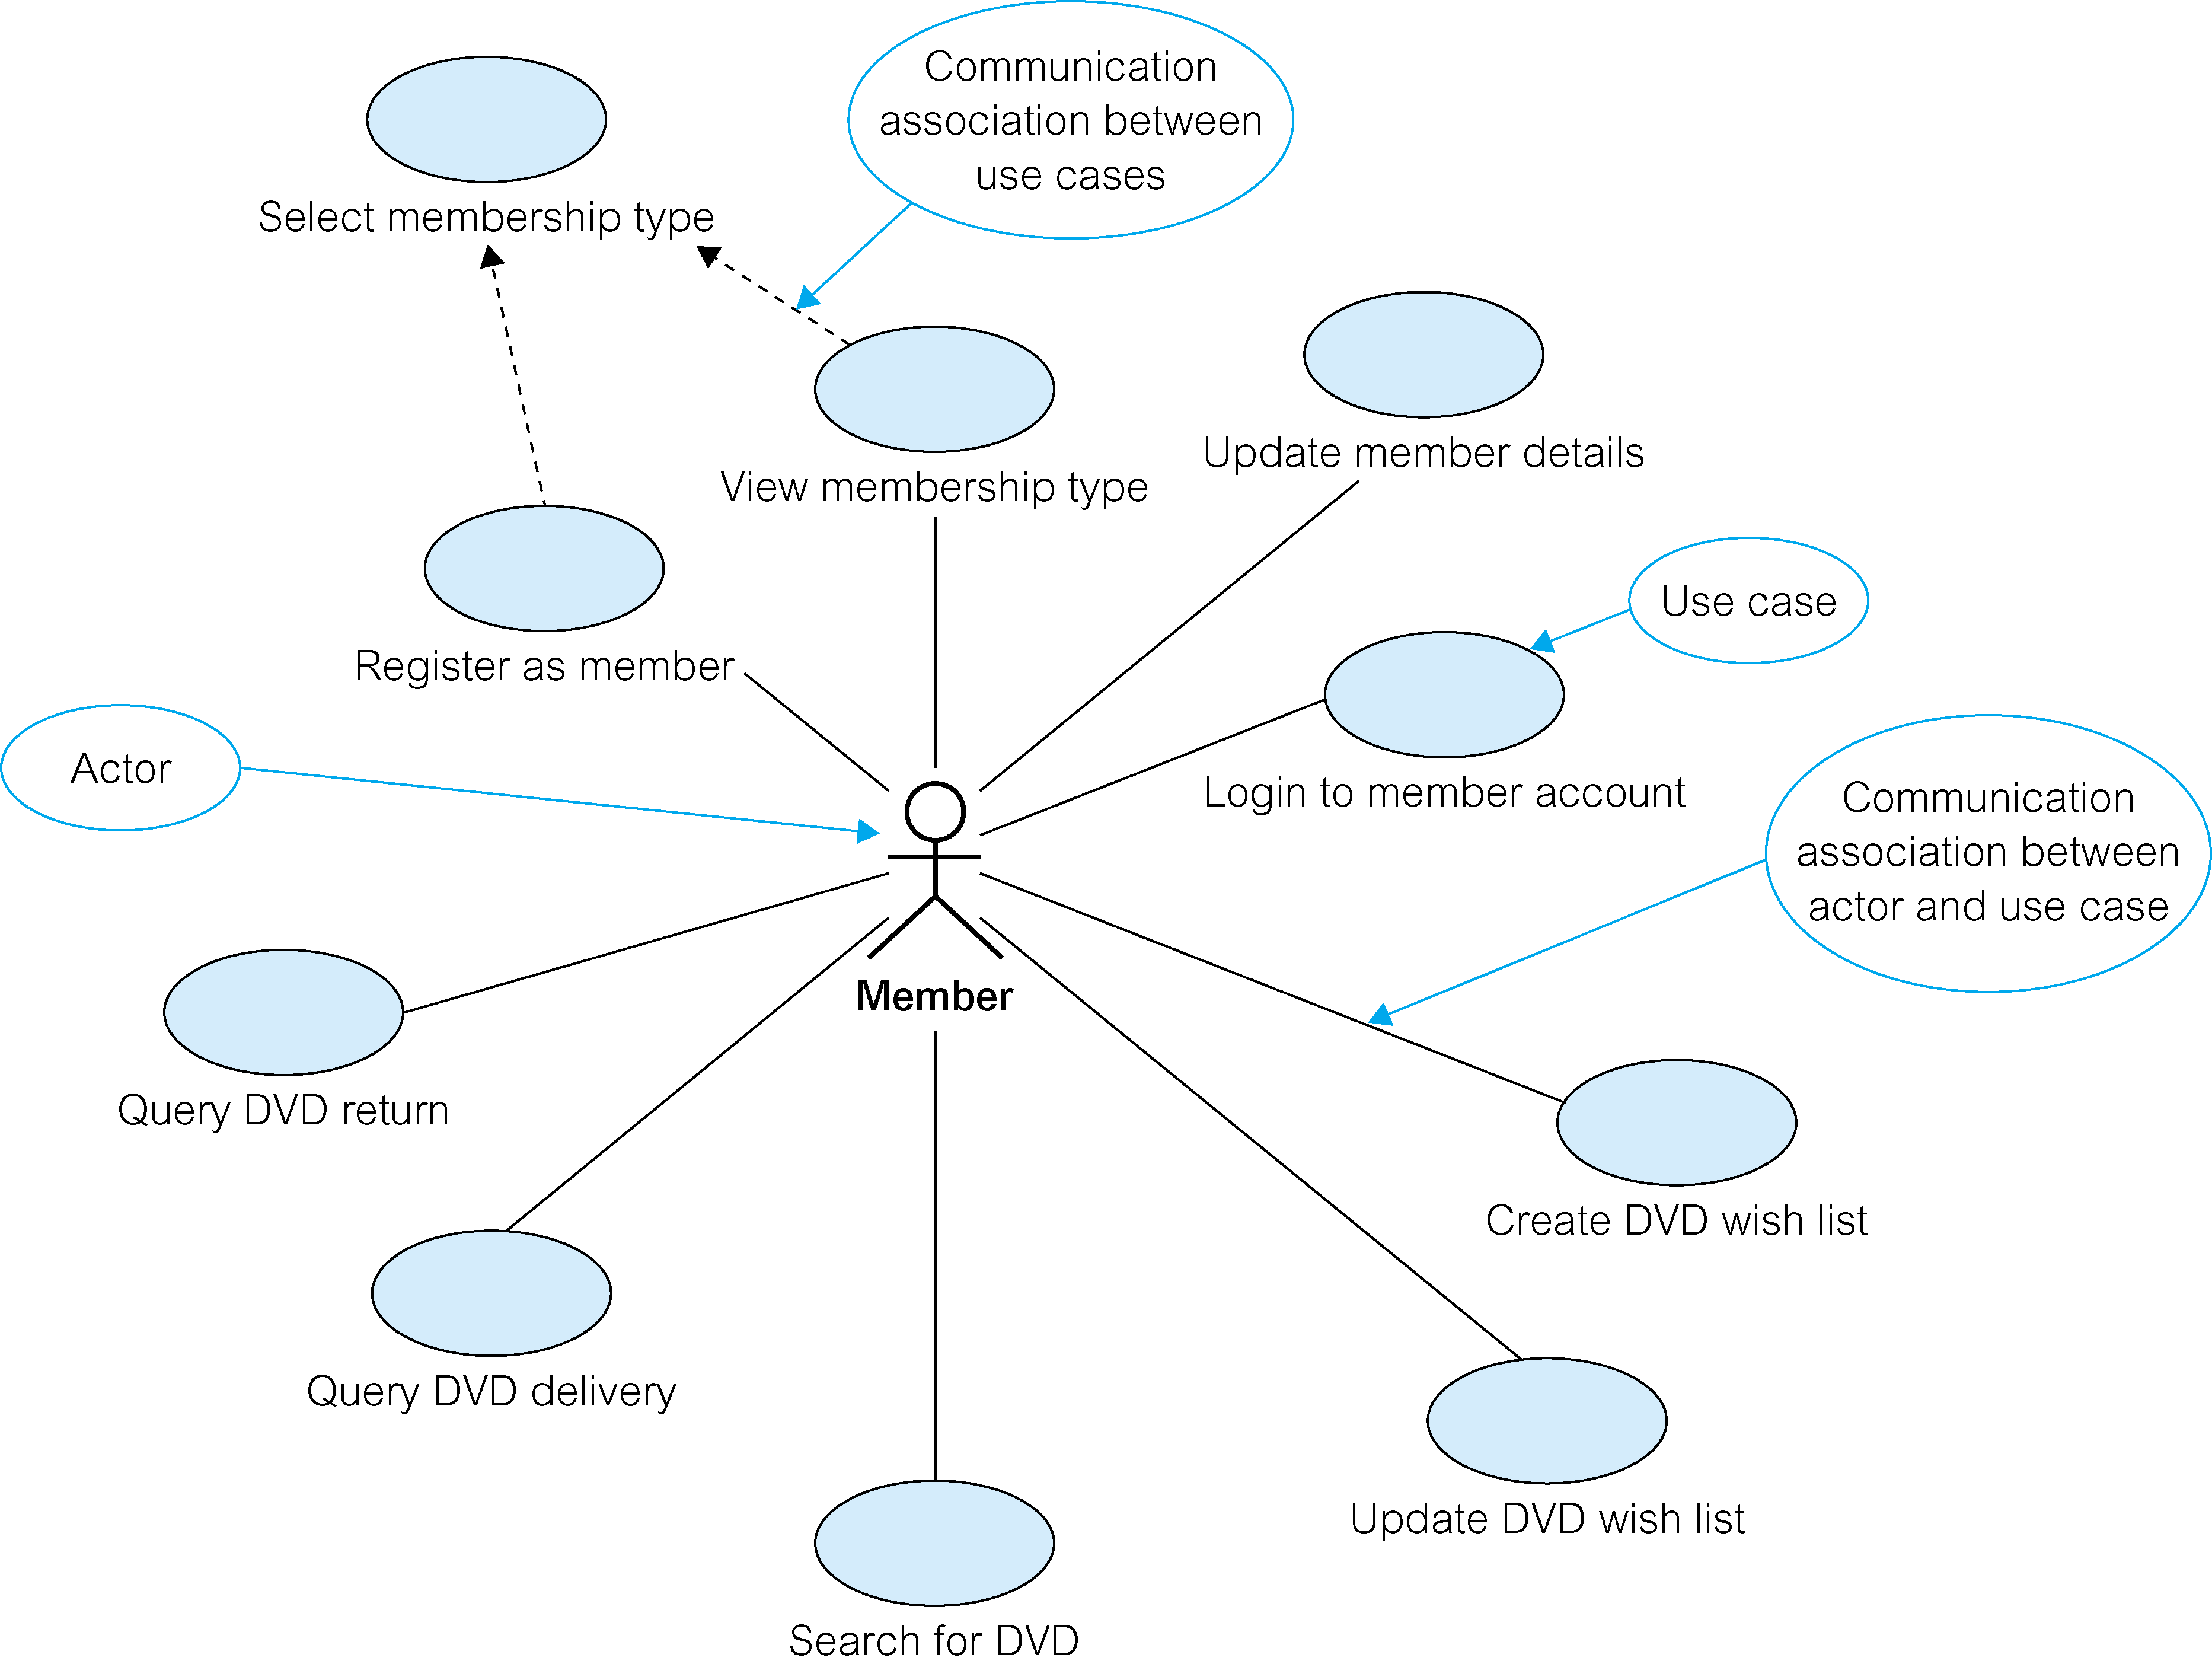 Communication
association between
use cases
Select membership type
Update member details
View membership type
Use case
Register as member
Actor
Login to member account
Communication
association between
actor and use case
Member
Query DVD return
Create DVD wish list
Query DVD delivery
Update DVD wish list
Search for DVD